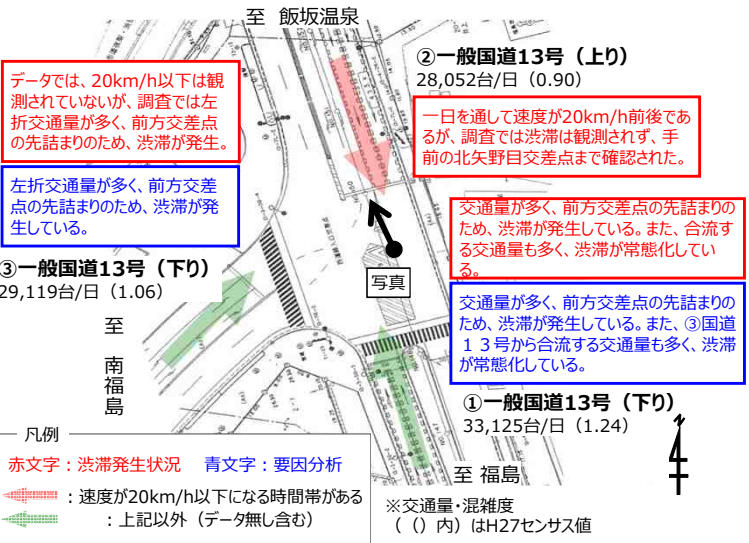 至 飯坂温泉
②一般国道13号（上り）
28,052台/日（0.90）
データでは、20km/h以下は観
測されていないが、調査では左
折交通量が多く、前方交差点
の先詰まりのため、渋滞が発生。
一日を通して速度が20km/h前後であ
るが、調査では渋滞は観測されず、手
前の北矢野目交差点まで確認された。
左折交通量が多く、前方交差
点の先詰まりのため、渋滞が発
生している。
交通量が多く、前方交差点の先詰まりの
ため、渋滞が発生している。また、合流す
る交通量も多く、渋滞が常態化してい
る。
③一般国道13号（下り）
29,119台/日（1.06）
写真
交通量が多く、前方交差点の先詰まりの
ため、渋滞が発生している。また、③国道
１３号から合流する交通量も多く、渋滞
が常態化している。
至
南
福
島
①一般国道13号（下り）
33,125台/日（1.24）
凡例
赤文字：渋滞発生状況 青文字：要因分析
：速度が20km/h以下になる時間帯がある
：上記以外（データ無し含む）
至 福島
※交通量・混雑度
（（）内）はH27センサス値